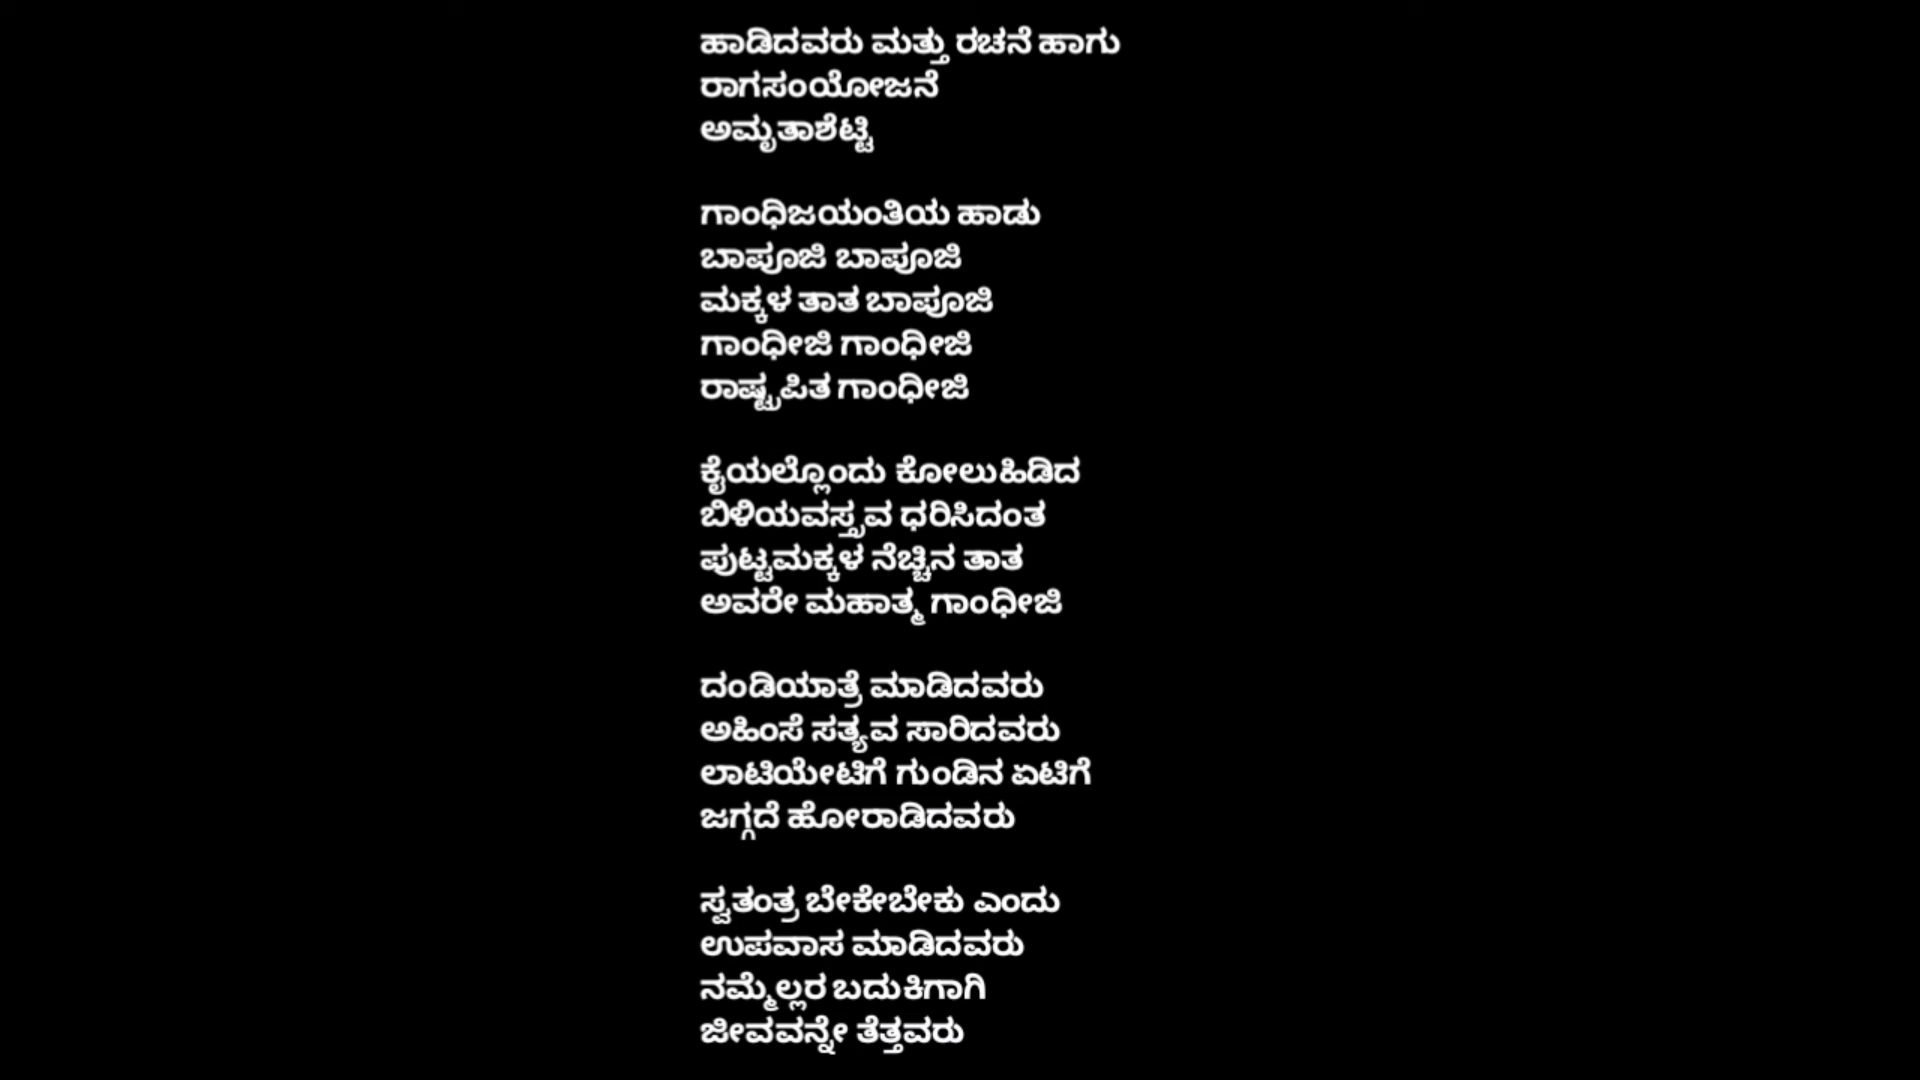 ಹಾಡಿದವರು ಮತ್ತು ರಚನೆ ಹಾಗು
ರಾಗಸಂಯೋಜನೆ
ಅಮೃತಾಶೆಟ್ಟಿ
ಗಾಂಧಿಜಯಂತಿಯ ಹಾಡು
ಬಾಪೂಜಿ ಬಾಪೂಜಿ
ಮಕ್ಕಳ ತಾತ ಬಾಪೂಜಿ
ಗಾಂಧೀಜಿ ಗಾಂಧೀಜಿ
ರಾಷ್ಟ್ರಪಿತ ಗಾಂಧೀಜಿ
ಕೈಯಲ್ಲೊಂದು ಕೋಲುಹಿಡಿದ
ಬಿಳಿಯವಸ್ತ್ರವ ಧರಿಸಿದಂತ
ಪುಟ್ಟಮಕ್ಕಳ ನೆಚ್ಚಿನ ತಾತ
ಅವರೇ ಮಹಾತ್ಮ ಗಾಂಧೀಜಿ
ದಂಡಿಯಾತ್ರೆ ಮಾಡಿದವರು
ಅಹಿಂಸೆ ಸತ್ಯವ ಸಾರಿದವರು
ಲಾಟಿಯೇಟಿಗೆ ಗುಂಡಿನ ಏಟಿಗೆ
ಜಗ್ಗದೆ ಹೋರಾಡಿದವರು
ಸ್ವತಂತ್ರ ಬೇಕೇಬೇಕು ಎಂದು
ಉಪವಾಸ ಮಾಡಿದವರು
ನಮ್ಮೆಲ್ಲರ ಬದುಕಿಗಾಗಿ
ಜೀವವನ್ನೇ ತೆತ್ತವರು